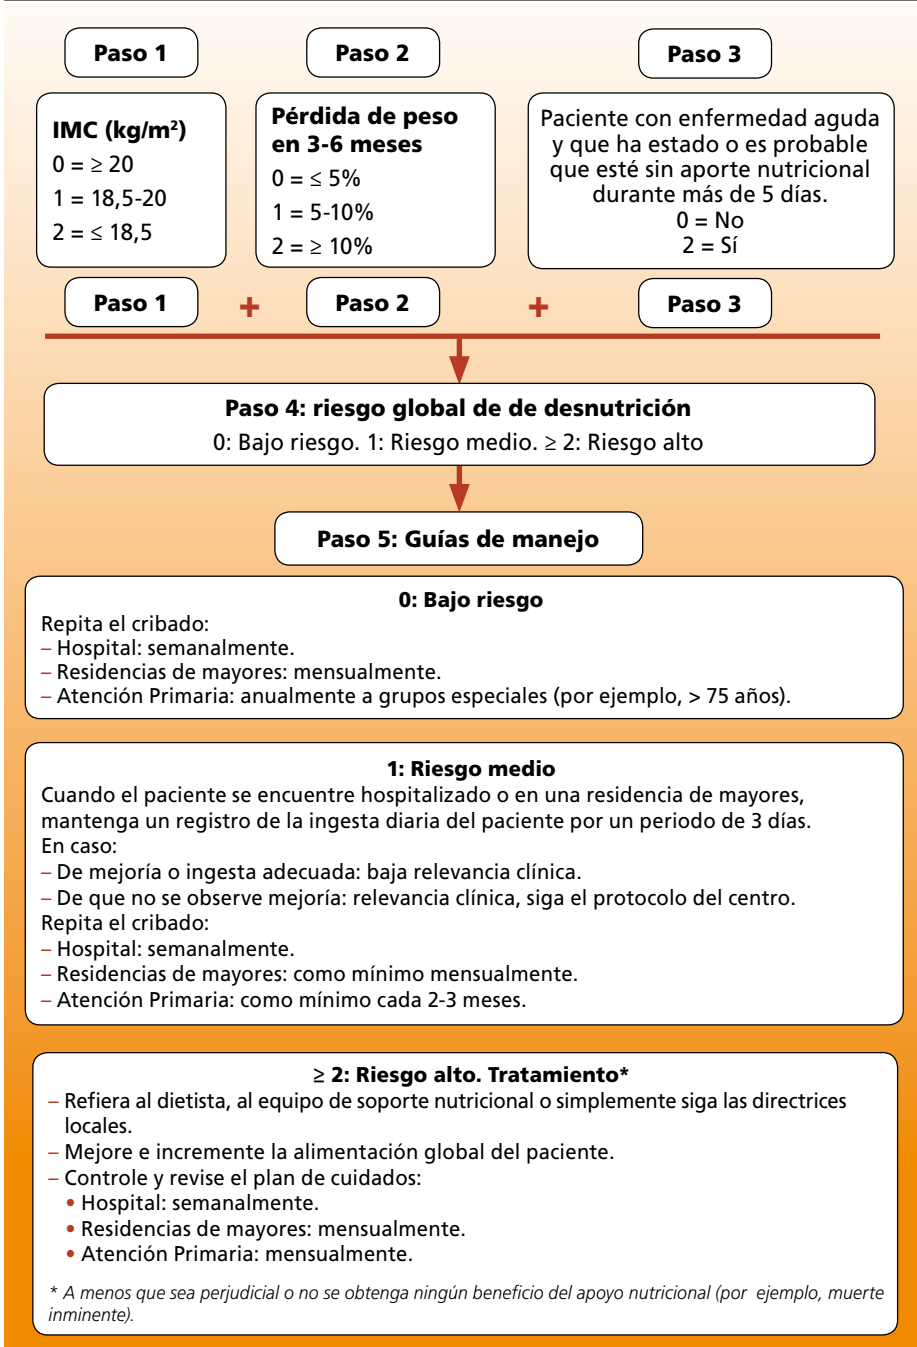 Paso 1
Paso 2
Paso 3
IMC (kg/m²)
0 = ≥ 20
1 = 18,5-20
2 = ≤ 18,5
Pérdida de peso
en 3-6 meses
0 = ≤ 5%
1 = 5-10%
2 = ≥ 10%
Paciente con enfermedad aguda
y que ha estado o es probable
que esté sin aporte nutricional
durante más de 5 días.
0 = No
2 = Sí
Paso 1
+
Paso 2
+
Paso 3
Paso 4: riesgo global de de desnutrición
0: Bajo riesgo. 1: Riesgo medio. ≥ 2: Riesgo alto
Paso 5: Guías de manejo
0: Bajo riesgo
Repita el cribado:
– Hospital: semanalmente.
– Residencias de mayores: mensualmente.
– Atención Primaria: anualmente a grupos especiales (por ejemplo, > 75 años).
1: Riesgo medio
Cuando el paciente se encuentre hospitalizado o en una residencia de mayores,
mantenga un registro de la ingesta diaria del paciente por un periodo de 3 días.
En caso:
– De mejoría o ingesta adecuada: baja relevancia clínica.
– De que no se observe mejoría: relevancia clínica, siga el protocolo del centro.
Repita el cribado:
– Hospital: semanalmente.
– Residencias de mayores: como mínimo mensualmente.
– Atención Primaria: como mínimo cada 2-3 meses.
≥ 2: Riesgo alto. Tratamiento*
– Refiera al dietista, al equipo de soporte nutricional o simplemente siga las directrices
locales.
– Mejore e incremente la alimentación global del paciente.
– Controle y revise el plan de cuidados:
• Hospital: semanalmente.
• Residencias de mayores: mensualmente.
• Atención Primaria: mensualmente.
* A menos que sea perjudicial o no se obtenga ningún beneficio del apoyo nutricional (por ejemplo, muerte
inminente).